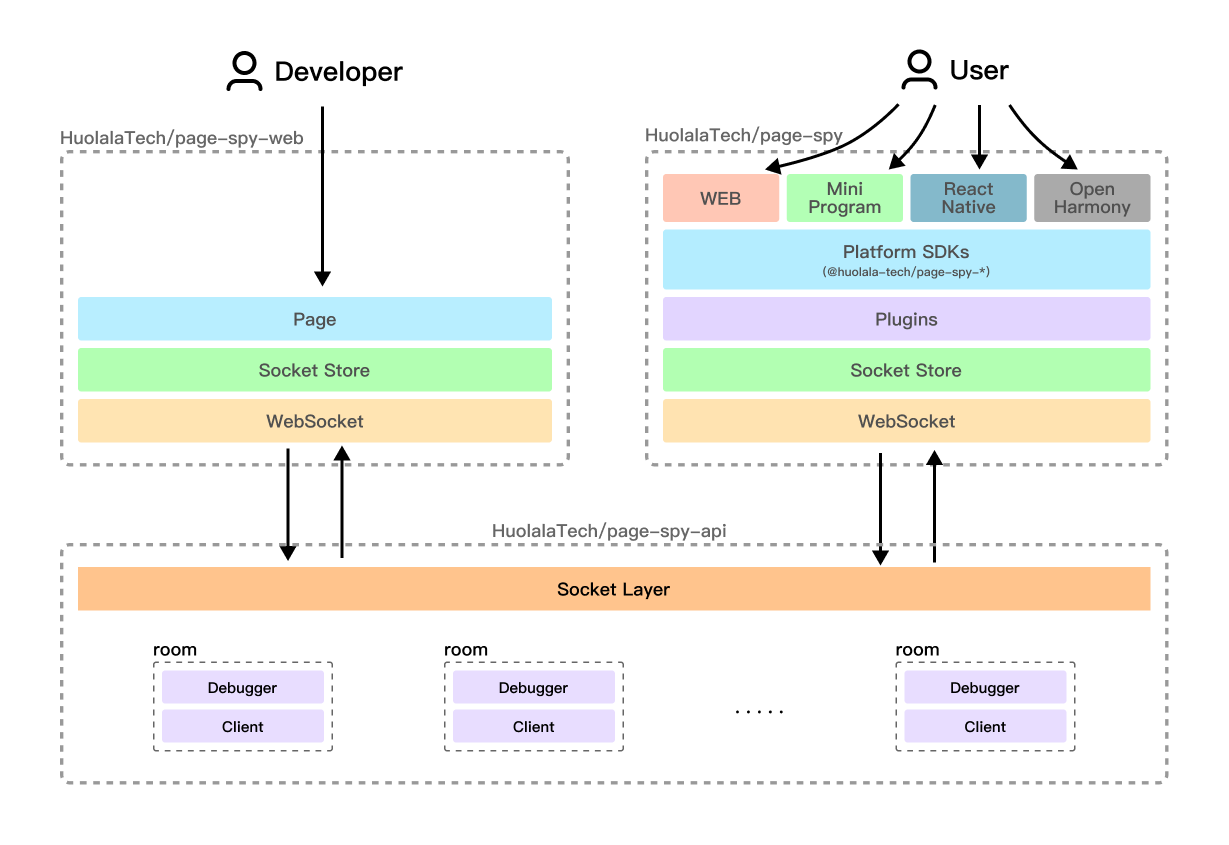 Developer
User
HuolalaTech/page-spy-web
HuolalaTech/page-spy
WEB
Mini
Program
React
Native
Open
Harmony
Platform SDKs
(@huolala-tech/page-spy-*)
Page
Plugins
Socket Store
Socket Store
WebSocket
WebSocket
HuolalaTech/page-spy-api
Socket Layer
room
room
room
Debugger
Client
Debugger
Client
.....
Debugger
Client